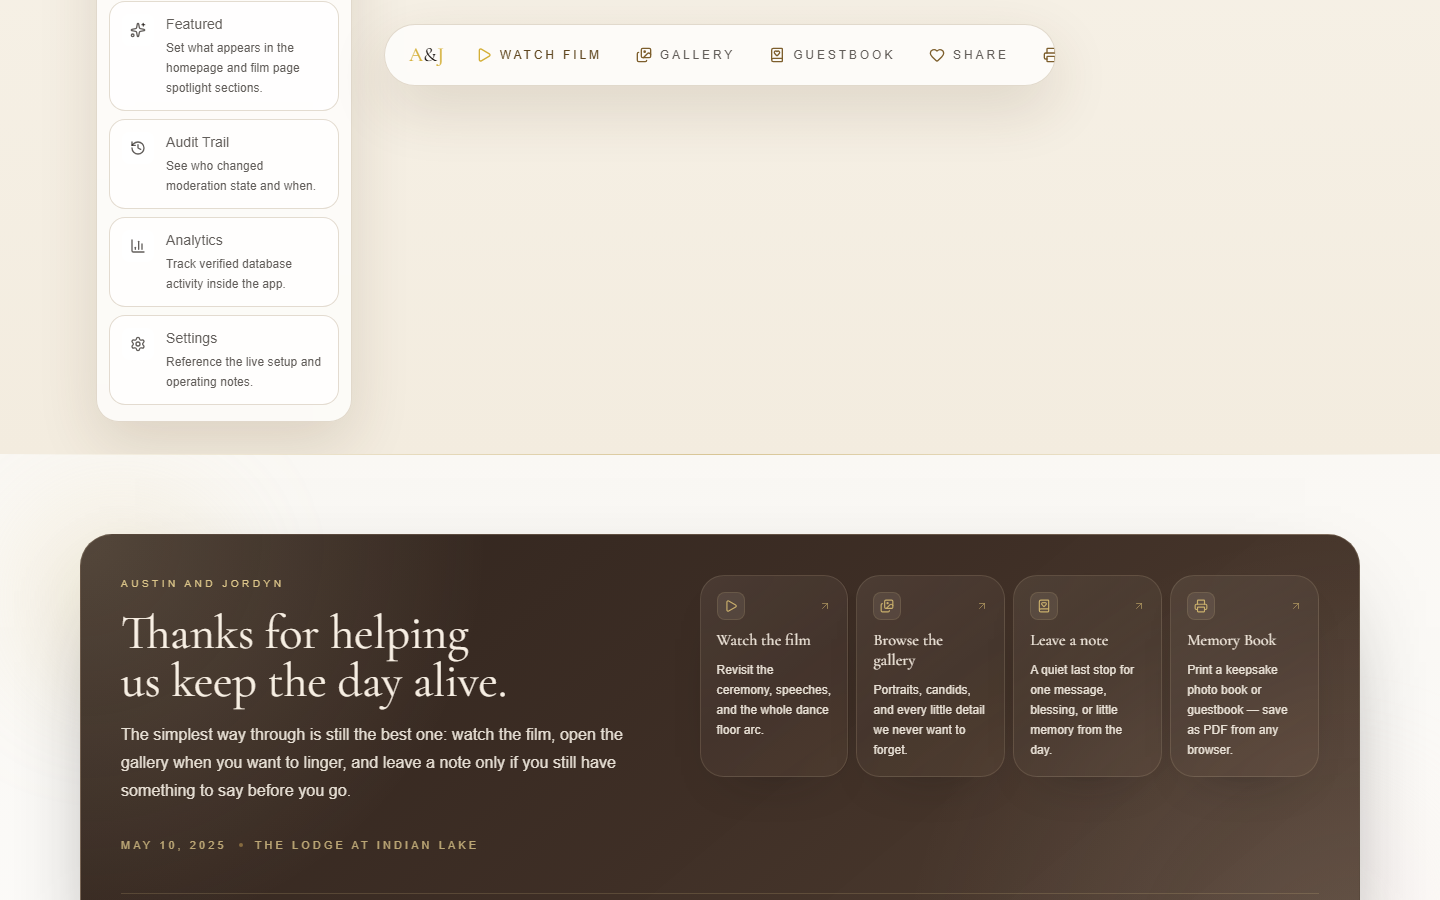 Featured
Set what appears in the
homepage and film page
spotlight sections.
Audit Trail
See who changed
moderation state and when.
Analytics
Track verified database
activity inside the app.
Settings
Reference the live setup and
operating notes.
A&J
WATCH FILM
GALLERY
GUESTBOOK
SHARE
AUSTIN AND JORDYN
Thanks for helping
us keep the day alive.
The simplest way through is still the best one: watch the film, open the
gallery when you want to linger, and leave a note only if you still have
something to say before you go.
MAY 10, 2025 • THE LODGE AT INDIAN LAKE
Watch the film
Revisit the
ceremony, speeches,
and the whole dance
floor arc.
Browse the
gallery
Portraits, candids,
and every little detail
we never want to
forget.
Leave a note
A quiet last stop for
one message,
blessing, or little
memory from the
day.
Memory Book
Print a keepsake
photo book or
guestbook — save
as PDF from any
browser.